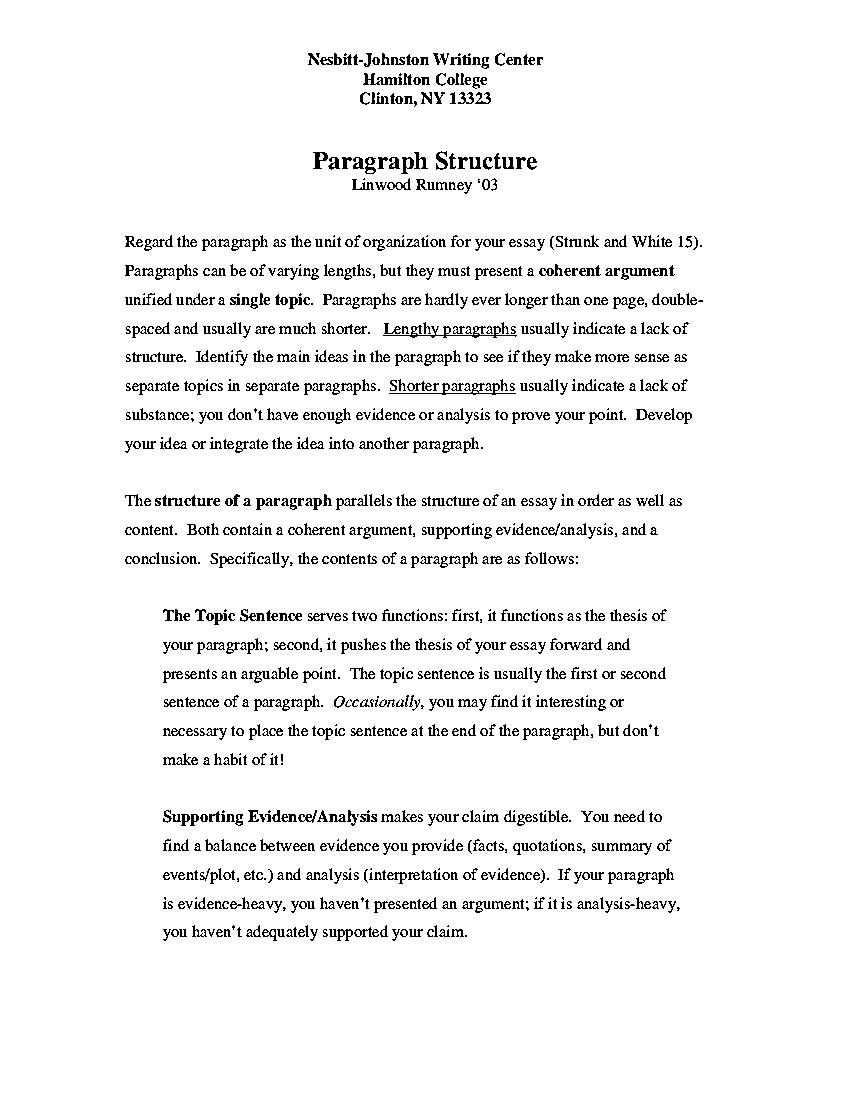 Nesbitt-Johnston Writing Center
Hamilton College
Clinton, NY 13323
Paragraph Structure
Linwood Rumney ‘03
Regard the paragraph as the unit of organization for your essay (Strunk and White 15).
Paragraphs can be of varying lengths, but they must present a coherent argument
unified under a single topic.  Paragraphs are hardly ever longer than one page, double-
spaced and usually are much shorter.   Lengthy paragraphs usually indicate a lack of
structure.  Identify the main ideas in the paragraph to see if they make more sense as
separate topics in separate paragraphs.  Shorter paragraphs usually indicate a lack of
substance; you don’t have enough evidence or analysis to prove your point.  Develop
your idea or integrate the idea into another paragraph.
The structure of a paragraph parallels the structure of an essay in order as well as
content.  Both contain a coherent argument, supporting evidence/analysis, and a
conclusion.  Specifically, the contents of a paragraph are as follows:
The Topic Sentence serves two functions: first, it functions as the thesis of
your paragraph; second, it pushes the thesis of your essay forward and
presents an arguable point.  The topic sentence is usually the first or second
sentence of a paragraph.  Occasionally, you may find it interesting or
necessary to place the topic sentence at the end of the paragraph, but don’t
make a habit of it!
Supporting Evidence/Analysis makes your claim digestible.  You need to
find a balance between evidence you provide (facts, quotations, summary of
events/plot, etc.) and analysis (interpretation of evidence).  If your paragraph
is evidence-heavy, you haven’t presented an argument; if it is analysis-heavy,
you haven’t adequately supported your claim.